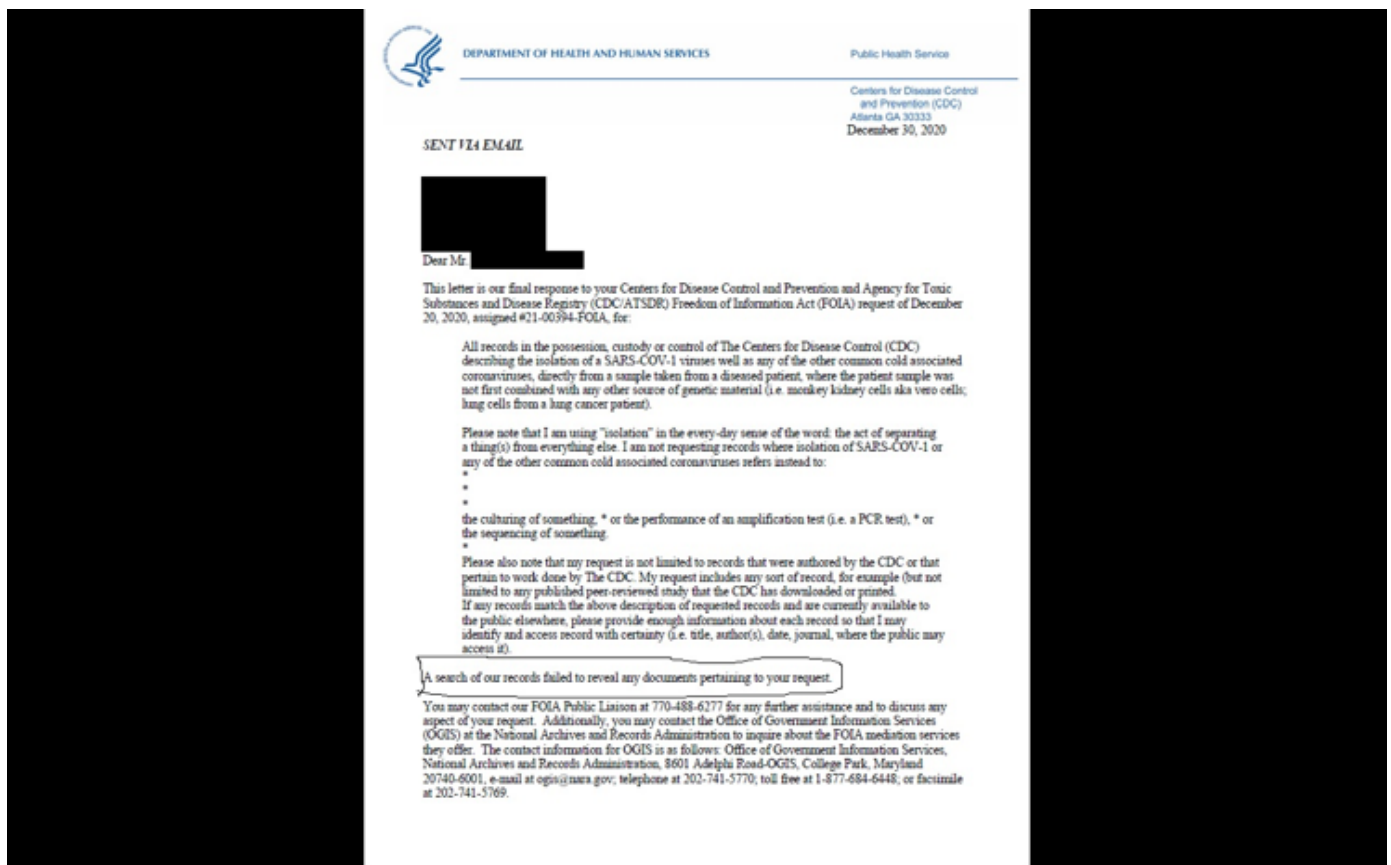 DEPARTMENT OF HEALTH AND HUMAN SERVICES
Public Health Service
Centers for Disease Control
and Prevention (CDC)
Atlanta GA 30333
December 30, 2020
SENT VIA EMAIL
Dear Mr.
This letter is our final response to your Centers for Disease Control and Prevention and Agency for Toxic
Substances and Disease Registry (CDC/ATSDR) Freedom of Information Act (FOIA) request of December
20, 2020, assigned #21-00394-FOIA, for:
All records in the possession, custody or control of The Centers for Disease Control (CDC)
describing the isolation of a SARS-COV-1 viruses well as any of the other common cold associated
coronaviruses, directly from a sample taken from a diseased patient, where the patient sample was
not first combined with any other source of genetic material (i.e. monkey kidney cells aka vero cells;
lung cells from a lung cancer patient).
Please note that I am using "isolation" in the every-day sense of the word: the act of separating
a thing(s) from everything else. I am not requesting records where isolation of SARS-COV-1 or
any of the other common cold associated coronaviruses refers instead to:
*
*
*
the culturing of something, * or the performance of an amplification test (i.e. a PCR test), * or
the sequencing of something.
*
Please also note that my request is not limited to records that were authored by the CDC or that
pertain to work done by The CDC. My request includes any sort of record, for example (but not
limited to any published peer-reviewed study that the CDC has downloaded or printed.
If any records match the above description of requested records and are currently available to
the public elsewhere, please provide enough information about each record so that I may
identify and access record with certainty (i.e. title, author(s), date, journal, where the public may
access it).
A search of our records failed to reveal any documents pertaining to your request.
You may contact our FOIA Public Liaison at 770-488-6277 for any further assistance and to discuss any
aspect of your request. Additionally, you may contact the Office of Government Information Services
(OGIS) at the National Archives and Records Administration to inquire about the FOIA mediation services
they offer. The contact information for OGIS is as follows: Office of Government Information Services,
National Archives and Records Administration, 8601 Adelphi Road-OGIS, College Park, Maryland
20740-6001, e-mail at ogis@nara.gov; telephone at 202-741-5770; toll free at 1-877-684-6448; or facsimile
at 202-741-5769.